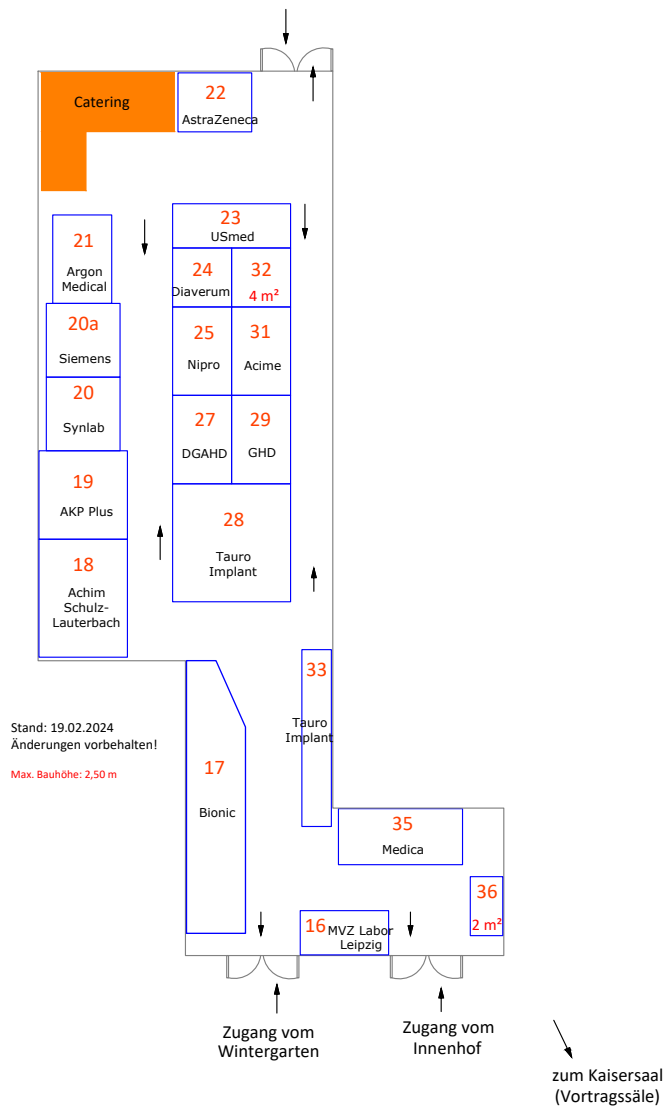 Catering
22
AstraZeneca
23
USmed
21
Argon
Medical
24
Diaverum
32
4 m²
20a
Siemens
25
Nipro
31
Acime
20
Synlab
27
DGAHD
29
GHD
19
AKP Plus
28
Tauro
Implant
18
Achim
Schulz-
Lauterbach
33
Tauro
Implant
Stand: 19.02.2024
Änderungen vorbehalten!
Max. Bauhöhe: 2,50 m
17
Bionic
35
Medica
36
2 m²
16 MVZ Labor
Leipzig
Zugang vom
Wintergarten
Zugang vom
Innenhof
zum Kaisersaal
(Vortragssäle)